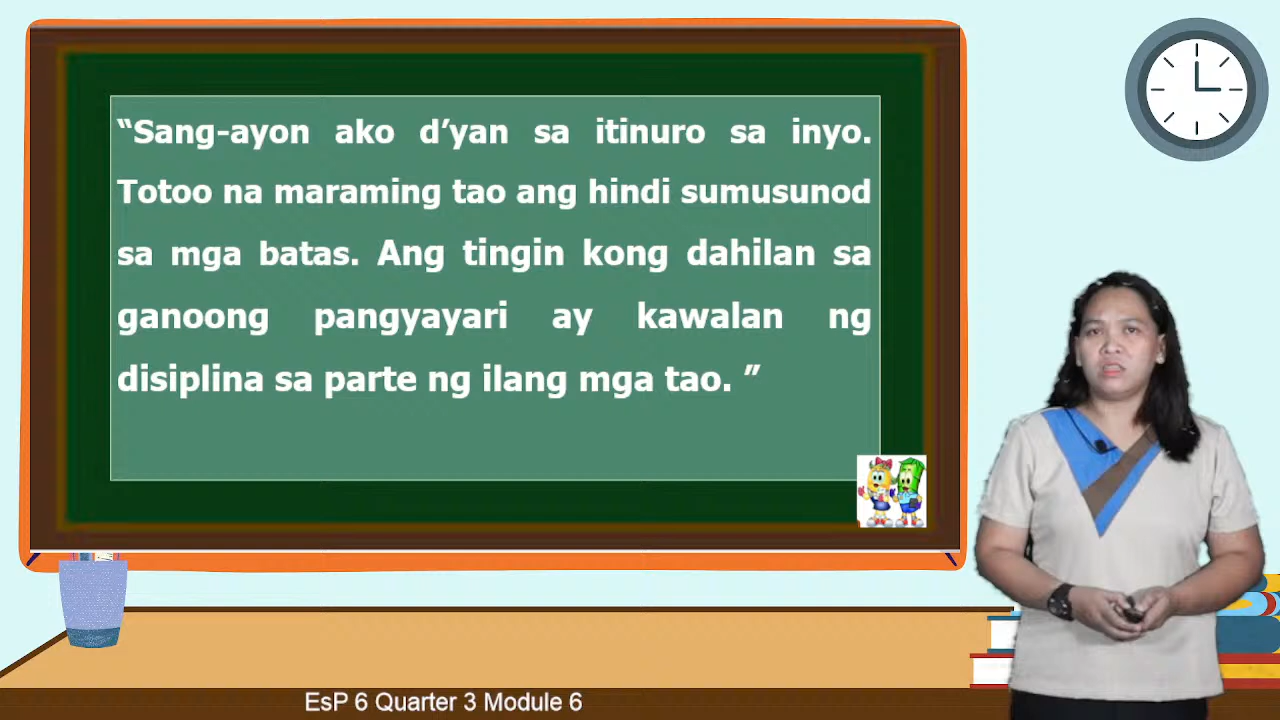 “Sang-ayon ako d’yan sa itinuro sa inyo.
Totoo na maraming tao ang hindi sumusunod
sa mga batas. Ang tingin kong dahilan sa
ganoong pangyayari ay kawalan ng
disiplina sa parte ng ilang mga tao. ”
EsP 6 Quarter 3 Module 6